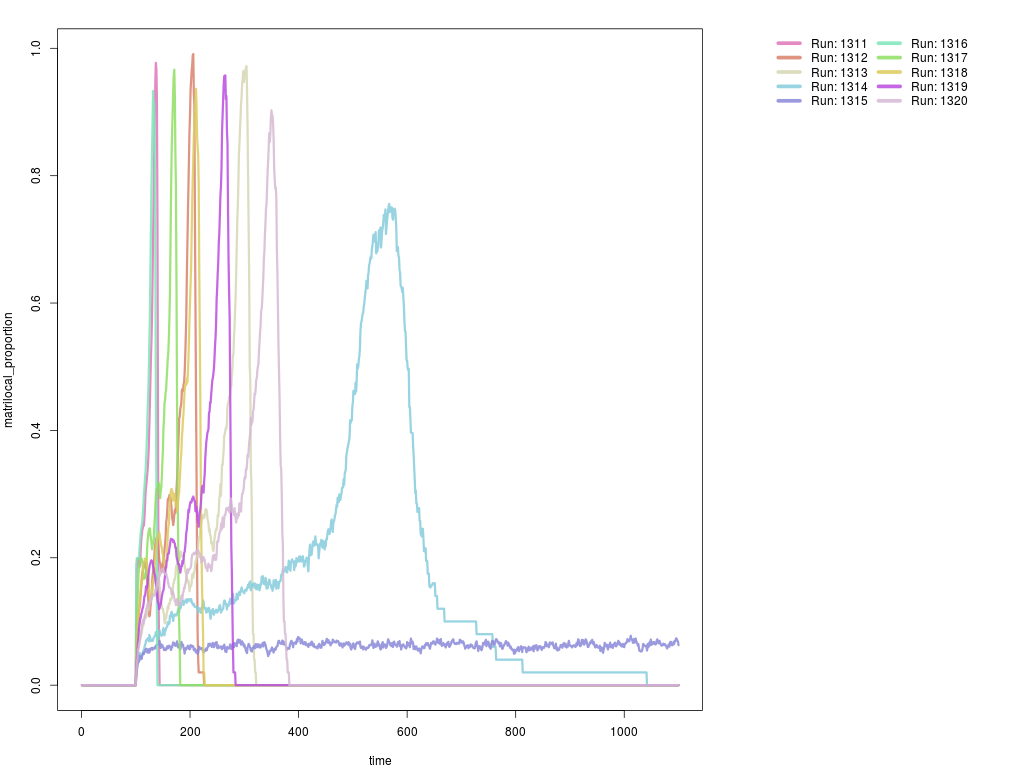 matrilocal_proportion
1.0
0.8
0.6
0.4
0.2
0.0
0 200 400 600 800 1000
time
Run: 1311 Run: 1316
Run: 1312 Run: 1317
Run: 1313 Run: 1318
Run: 1314 Run: 1319
Run: 1315 Run: 1320